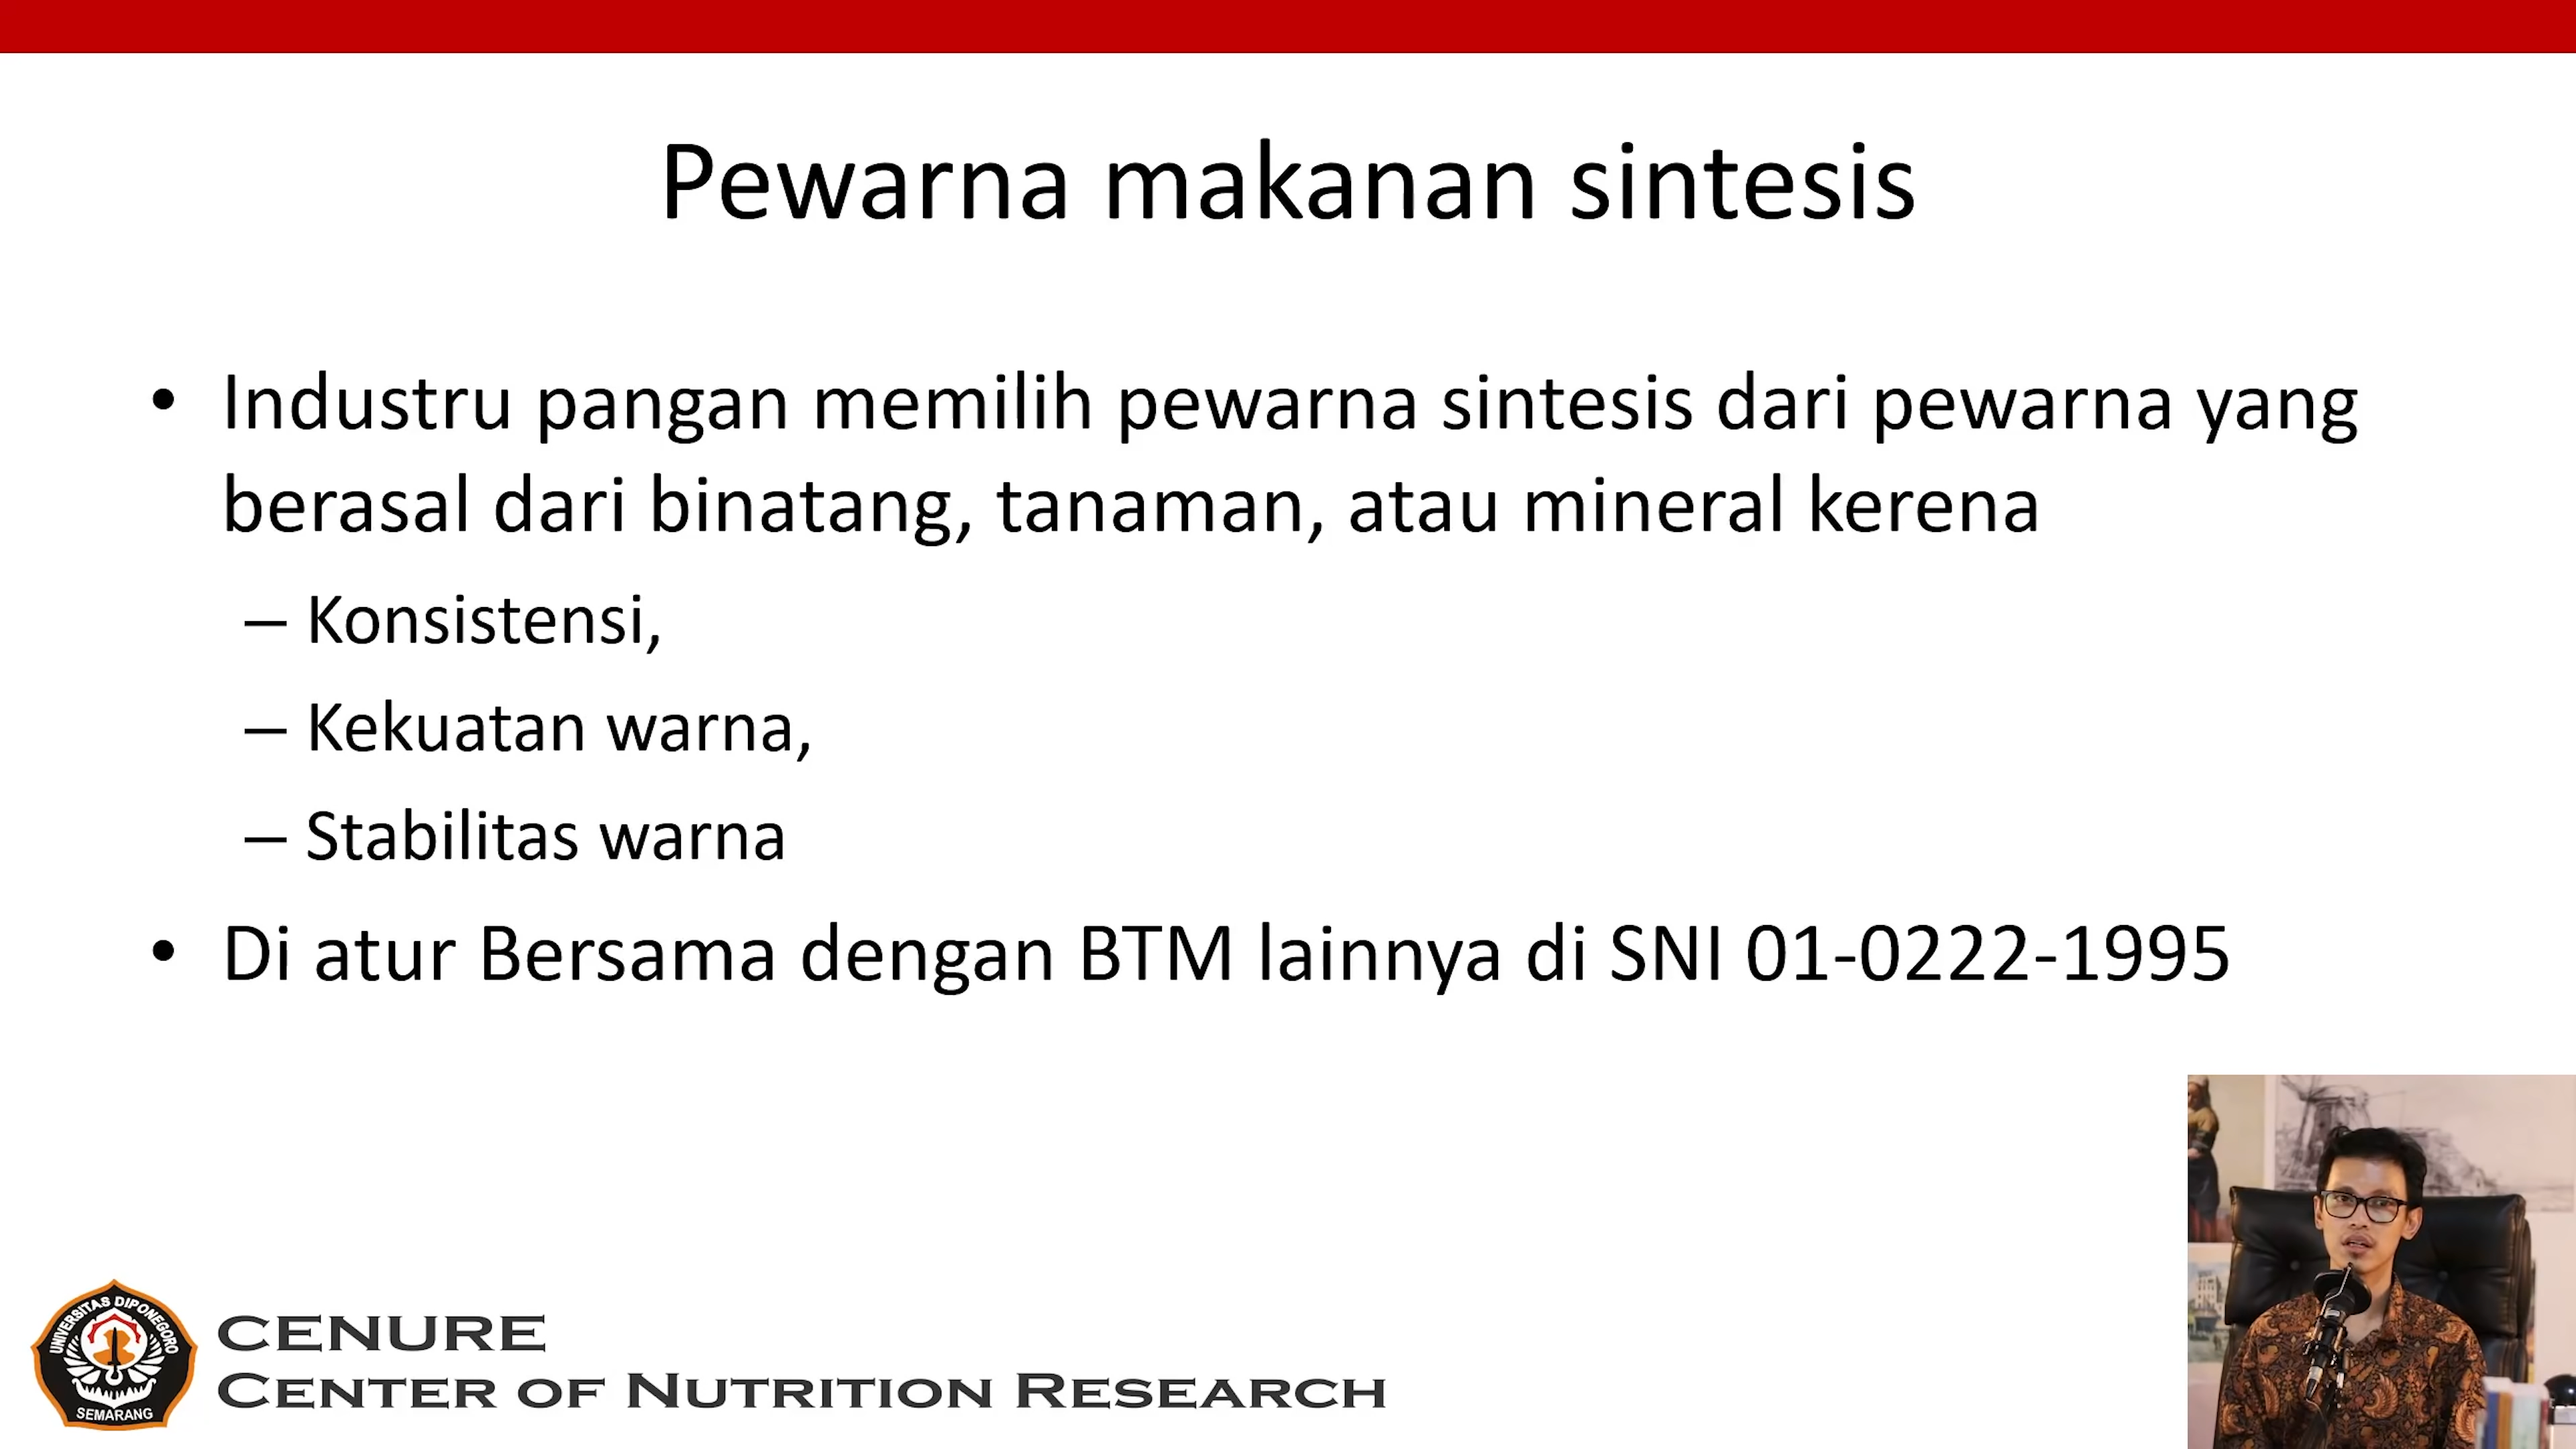 Pewarna makanan sintesis
• Industru pangan memilih pewarna sintesis dari pewarna yang
berasal dari binatang, tanaman, atau mineral kerena
– Konsistensi,
– Kekuatan warna,
– Stabilitas warna
• Di atur Bersama dengan BTM lainnya di SNI 01-0222-1995
UNIVERSITAS DIPONEGORO
SEMARANG
CENURE
CENTER OF NUTRITION RESEARCH